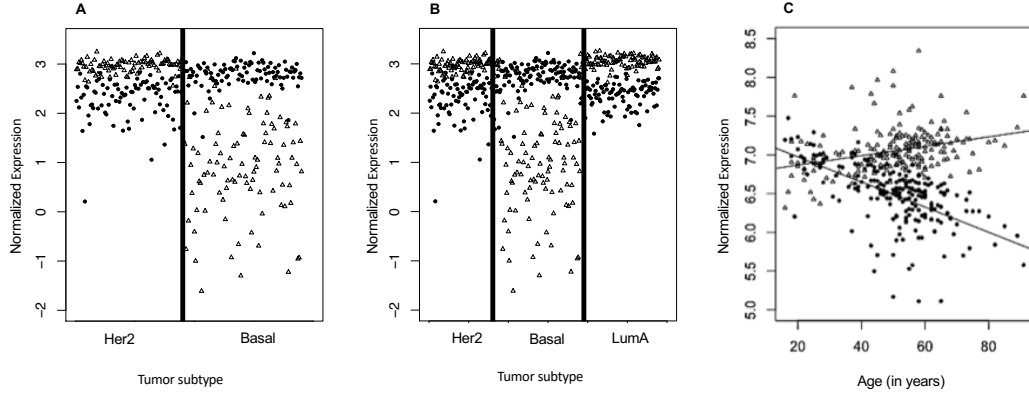 A
Normalized Expression
3
2
1
0
−1
−2
Her2 Basal
Tumor subtype
B
Normalized Expression
3
2
1
0
−1
−2
Her2 Basal LumA
Tumor subtype
C
Normalized Expression
8.5
8.0
7.5
7.0
6.5
6.0
5.5
5.0
20 40 60 80
Age (in years)